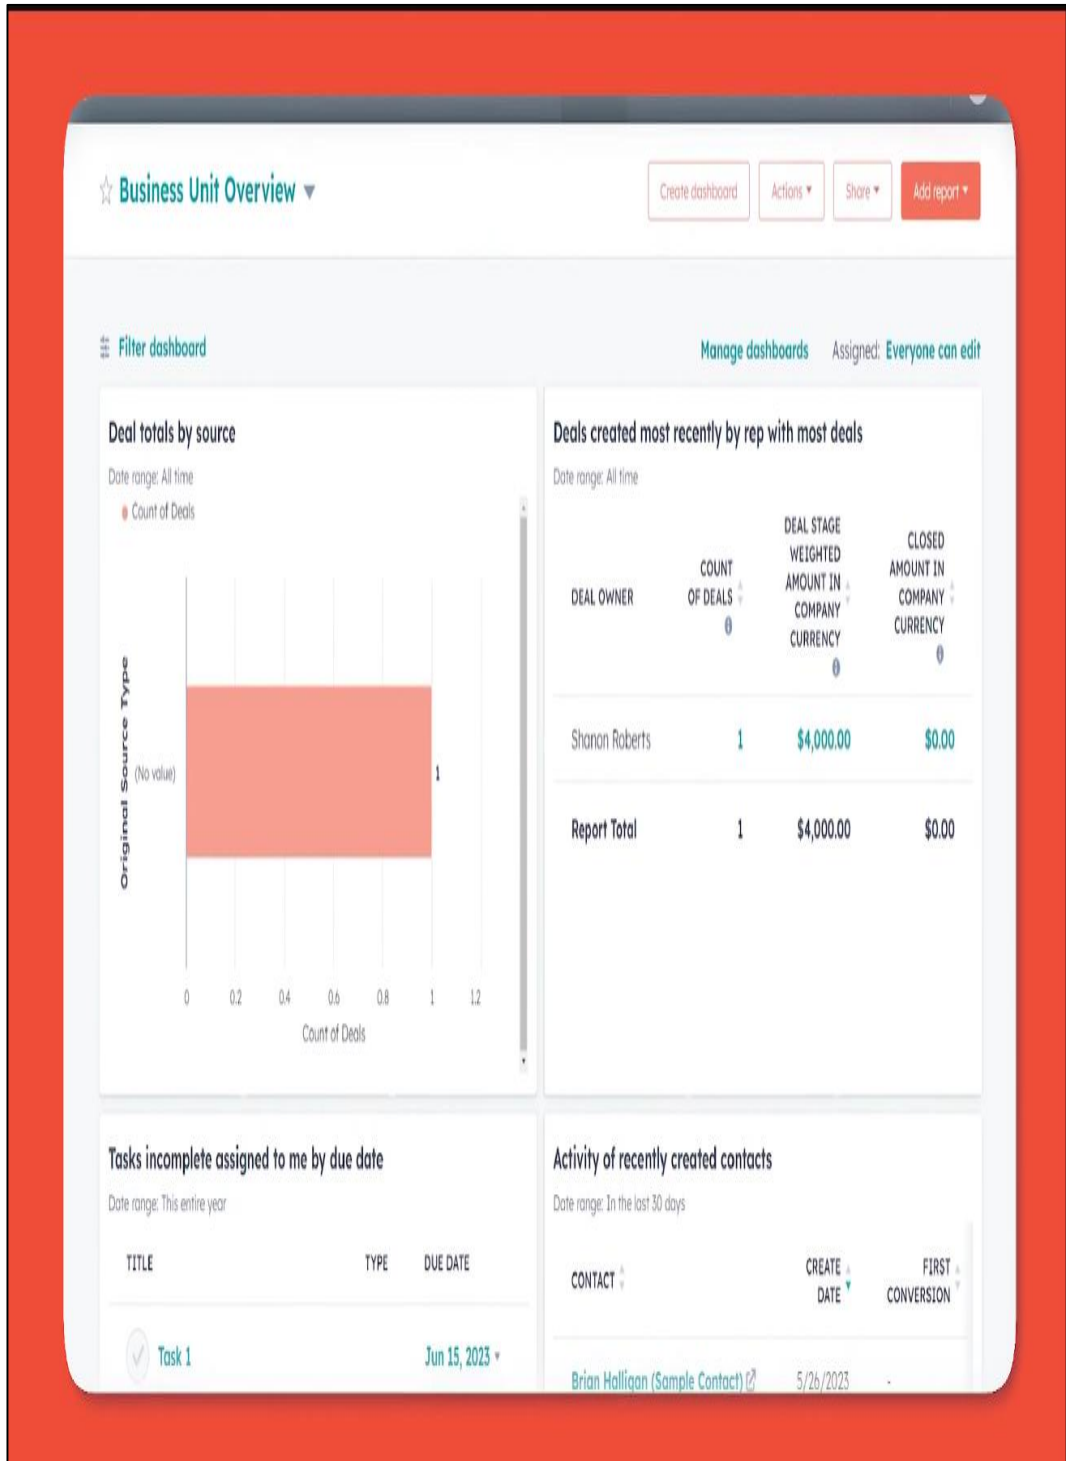 Business Unit Overview
Create dashboard
Actions
Share
Add report
Filter dashboard
Manage dashboards
Assigned: Everyone can edit
Deal totals by source
Date range: All time
Count of Deals
Original Source Type
(No value)
1
0 0.2 0.4 0.6 0.8 1 1.2
Count of Deals
Deals created most recently by rep with most deals
Date range: All time
DEAL OWNER
COUNT
OF DEALS
DEAL STAGE
WEIGHTED
AMOUNT IN
COMPANY
CURRENCY
CLOSED
AMOUNT IN
COMPANY
CURRENCY
Shanon Roberts 1 $4,000.00 $0.00
Report Total 1 $4,000.00 $0.00
Tasks incomplete assigned to me by due date
Date range: This entire year
TITLE TYPE DUE DATE
Task 1 Jun 15, 2023
Activity of recently created contacts
Date range: In the last 30 days
CONTACT
CREATE
DATE
FIRST
CONVERSION
Brian Halligan (Sample Contact) 5/26/2023 -